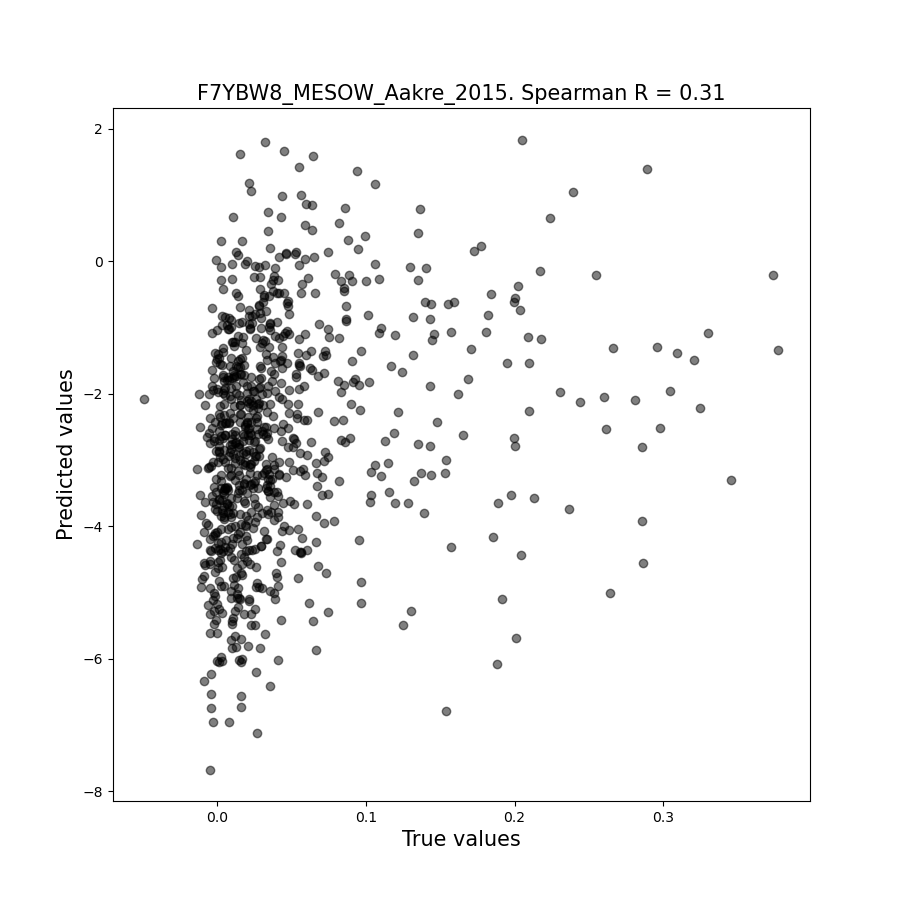 F7YBW8_MESOW_Aakre_2015. Spearman R = 0.31
2
0
−2
−4
−6
−8
Predicted values
0.0 0.1 0.2 0.3
True values